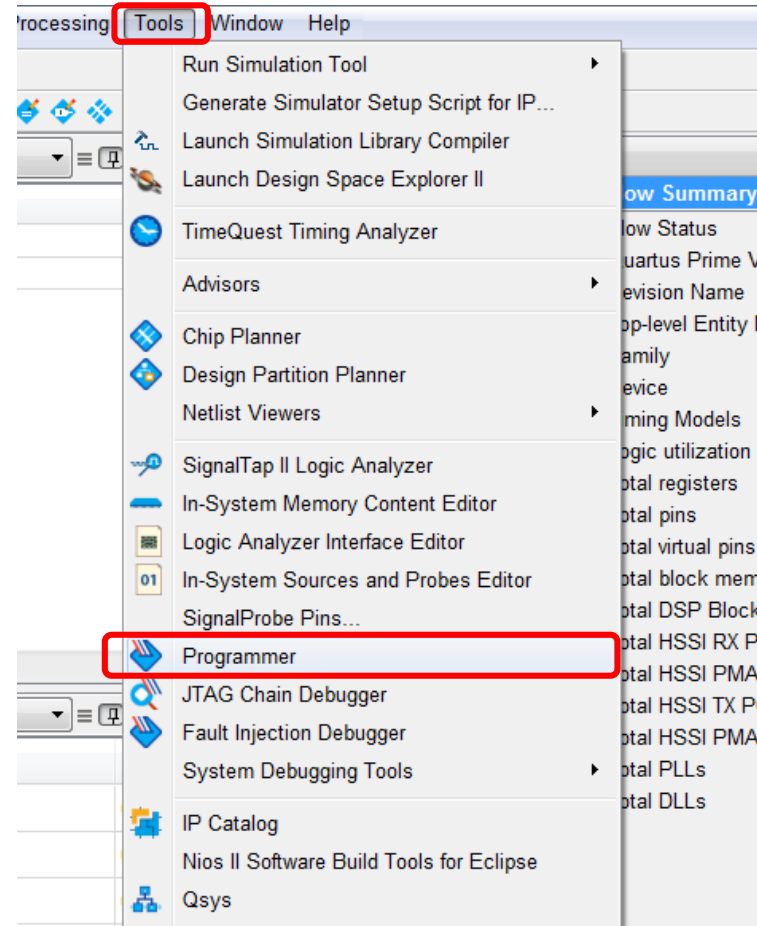 Processing Tools Window Help
Run Simulation Tool
Generate Simulator Setup Script for IP...
Launch Simulation Library Compiler
Launch Design Space Explorer II
TimeQuest Timing Analyzer
Advisors
Chip Planner
Design Partition Planner
Netlist Viewers
SignalTap II Logic Analyzer
In-System Memory Content Editor
Logic Analyzer Interface Editor
01 In-System Sources and Probes Editor
SignalProbe Pins...
Programmer
JTAG Chain Debugger
Fault Injection Debugger
System Debugging Tools
IP Catalog
Nios II Software Build Tools for Eclipse
Qsys
ow Summary
low Status
uartus Prime V
evision Name
op-level Entity
amily
evice
ming Models
ogic utilization
otal registers
otal pins
otal virtual pins
otal block mem
otal DSP Block
otal HSSI RX P
otal HSSI PMA
otal HSSI TX P
otal HSSI PMA
otal PLLs
otal DLLs